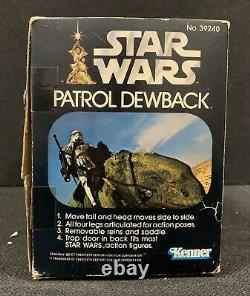 No. 39240
STAR
WARS
PATROL DEWBACK
1. Move tail and head moves side to side.
2. All four legs articulated for action poses.
3. Removable reins and saddle.
4. Trap door in back fits most
STAR WARS action figures.
Kenner